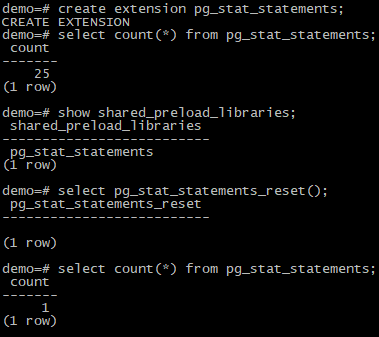 demo=# create extension pg_stat_statements;
CREATE EXTENSION
demo=# select count(*) from pg_stat_statements;
 count
-------
    25
(1 row)

demo=# show shared_preload_libraries;
 shared_preload_libraries
--------------------------
 pg_stat_statements
(1 row)

demo=# select pg_stat_statements_reset();
 pg_stat_statements_reset
--------------------------

(1 row)

demo=# select count(*) from pg_stat_statements;
 count
-------
     1
(1 row)